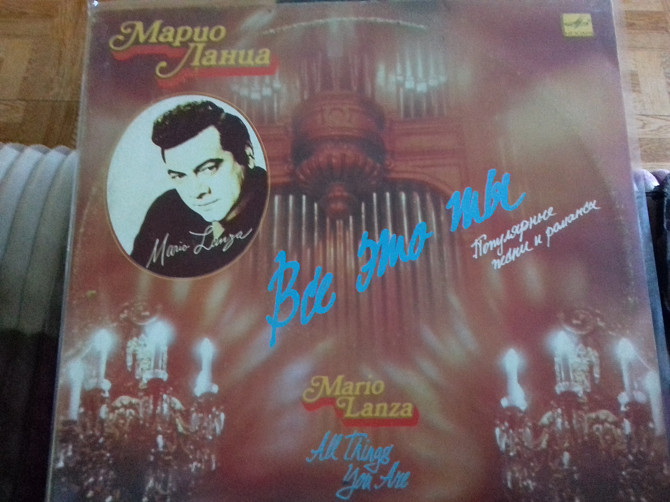 Марио
Ланца
Mario Lanza
Все это ты
Популярные
песни и романсы
Mario
Lanza
All Things
You Are